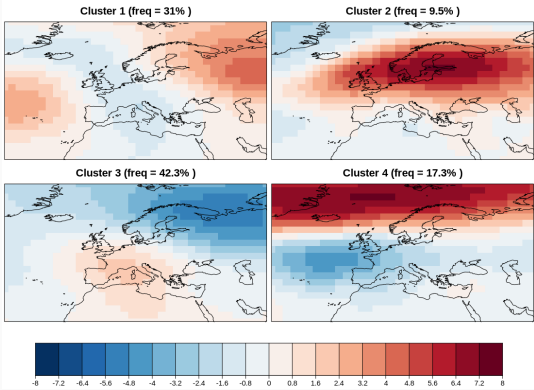 Cluster 1 (freq = 31% )
Cluster 2 (freq = 9.5% )
Cluster 3 (freq = 42.3% )
Cluster 4 (freq = 17.3% )
-8 -7.2 -6.4 -5.6 -4.8 -4 -3.2 -2.4 -1.6 -0.8 0 0.8 1.6 2.4 3.2 4 4.8 5.6 6.4 7.2 8